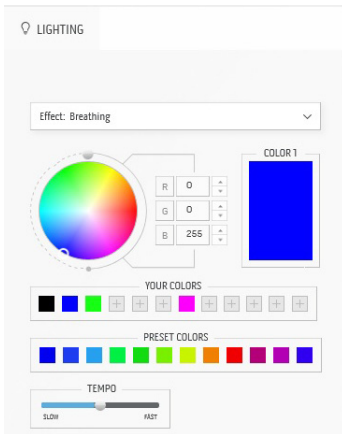 LIGHTING
Effect: Breathing
COLOR 1
R 0
G 0
B 255
YOUR COLORS
PRESET COLORS
TEMPO
SLOW FAST